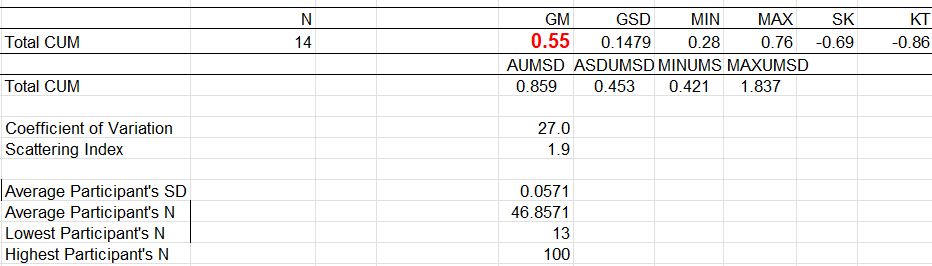 N GM GSD MIN MAX SK KT
Total CUM 14 0.55 0.1479 0.28 0.76 -0.69 -0.86
AUMSD ASDUMSD MINUMS MAXUMSD
Total CUM 0.859 0.453 0.421 1.837
Coefficient of Variation 27.0
Scattering Index 1.9
Average Participant's SD 0.0571
Average Participant's N 46.8571
Lowest Participant's N 13
Highest Participant's N 100